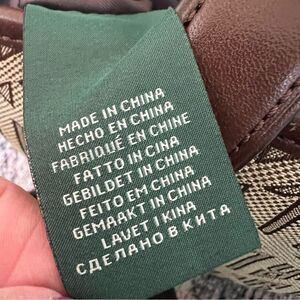 MADE IN CHINA
HECHO EN CHINA
FABRIQUÉ EN CHINE
FATTO IN CINA
GEBILDET IN CHINA
FEITO EM CHINA
GEMAAKT IN CHINA
LAVET I KINA
СДЕЛАНО В КИТА